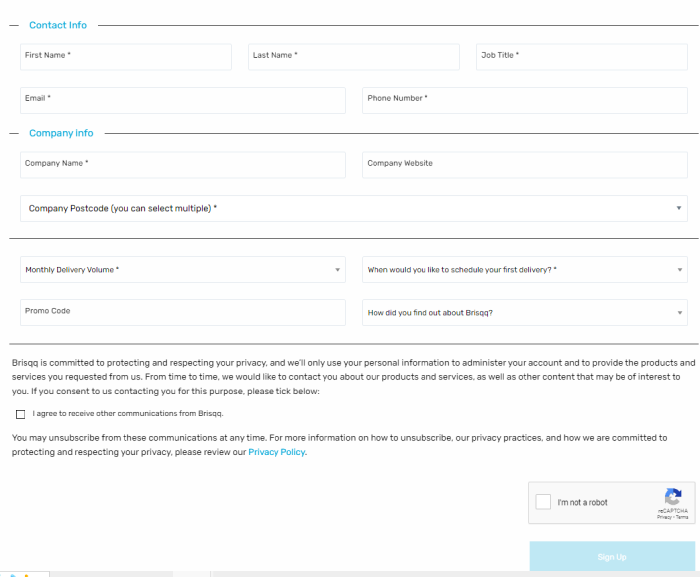 Contact Info
First Name *
Last Name *
Job Title *
Email *
Phone Number *
Company info
Company Name *
Company Website
Company Postcode (you can select multiple) *
Monthly Delivery Volume *
When would you like to schedule your first delivery? *
Promo Code
How did you find out about Brisqq?
Brisqq is committed to protecting and respecting your privacy, and we'll only use your personal information to administer your account and to provide the products and
services you requested from us. From time to time, we would like to contact you about our products and services, as well as other content that may be of interest to
you. If you consent to us contacting you for this purpose, please tick below:
I agree to receive other communications from Brisqq.
You may unsubscribe from these communications at any time. For more information on how to unsubscribe, our privacy practices, and how we are committed to
protecting and respecting your privacy, please review our Privacy Policy.
I'm not a robot
reCAPTCHA
Privacy - Terms
Sign Up